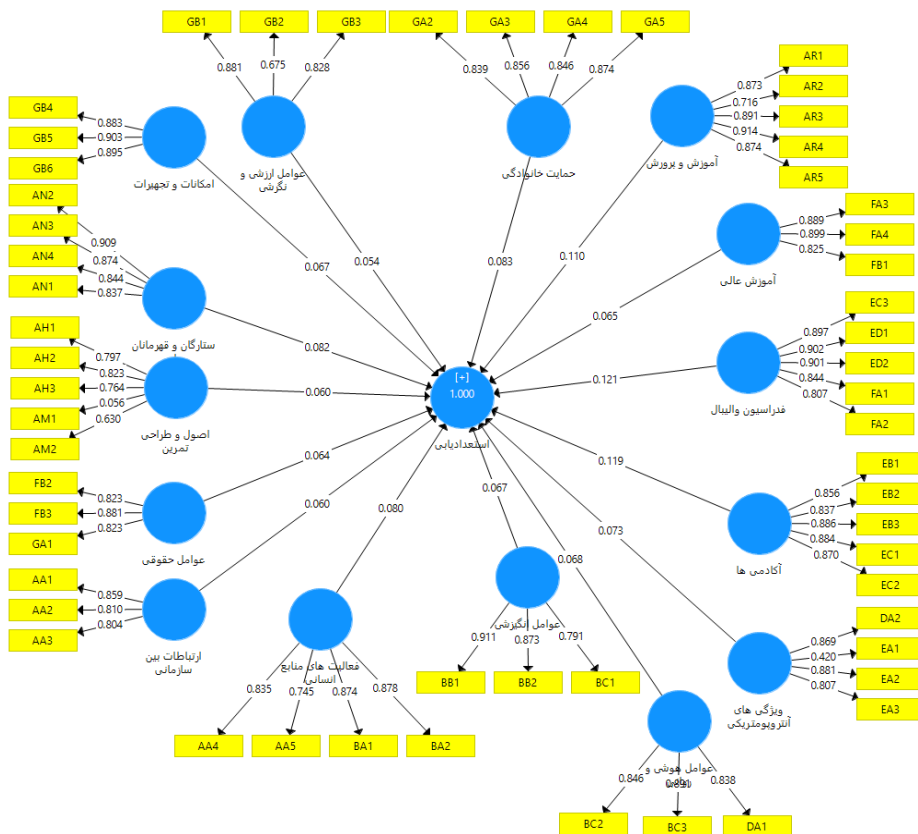 GB1
GB2
GB3
0.881
0.675
0.828
عوامل ارزشی و
نگرشی
GA2
GA3
GA4
GA5
0.839
0.856
0.846
0.874
حمایت خانوادگی
AR1
AR2
AR3
AR4
AR5
0.873
0.716
0.891
0.914
0.874
آموزش و پرورش
GB4
GB5
GB6
0.883
0.903
0.895
امکانات و تجهیزات
AN2
AN3
AN4
AN1
0.909
0.874
0.844
0.837
ستارگان و قهرمانان
FA3
FA4
FB1
0.889
0.899
0.825
آموزش عالی
AH1
AH2
AH3
AM1
AM2
0.797
0.823
0.764
0.056
0.630
اصول و طراحی
تمرین
EC3
ED1
ED2
FA1
FA2
0.897
0.902
0.901
0.844
0.807
فدراسیون والیبال
0.067
0.054
0.083
0.110
0.065
0.082
0.060
0.121
[+]
1.000
استعدادیابی
0.064
0.060
0.080
0.067
0.068
0.073
0.119
FB2
FB3
GA1
0.823
0.881
0.823
عوامل حقوقی
EB1
EB2
EB3
EC1
EC2
0.856
0.837
0.886
0.884
0.870
آکادمی ها
AA1
AA2
AA3
0.859
0.810
0.804
ارتباطات بین
سازمانی
فعالیت های منابع
انسانی
0.835
0.745
0.874
0.878
AA4
AA5
BA1
BA2
عوامل انگیزشی
0.911
0.873
0.791
BB1
BB2
BC1
DA2
EA1
EA2
EA3
0.869
0.420
0.881
0.807
ویژگی های
آنتروپومتریکی
عوامل هوشی و
0.846
0.838
BC2
BC3
DA1